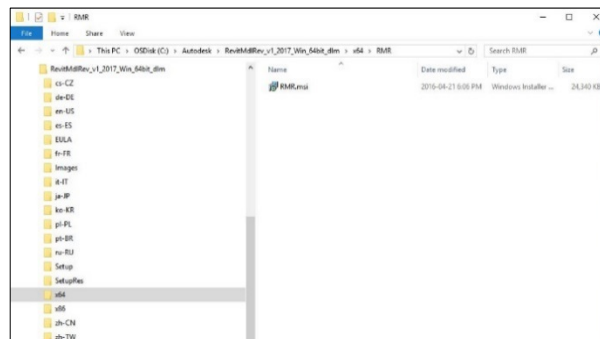 RMR
File Home Share View
This PC > OSDisk (C:) > Autodesk > RevitMdlRev_v1_2017_Win_64bit_dlm > x64 > RMR
Search RMR
RevitMdlRev_v1_2017_Win_64bit_dlm
cs-CZ
de-DE
en-US
es-ES
EULA
fr-FR
Images
it-IT
ja-JP
ko-KR
pl-PL
pt-BR
ru-RU
Setup
SetupRes
x64
x86
zh-CN
zh-TW
Name Date modified Type Size
RMR.msi 2016-04-21 6:06 PM Windows Installer ... 24,340 KB